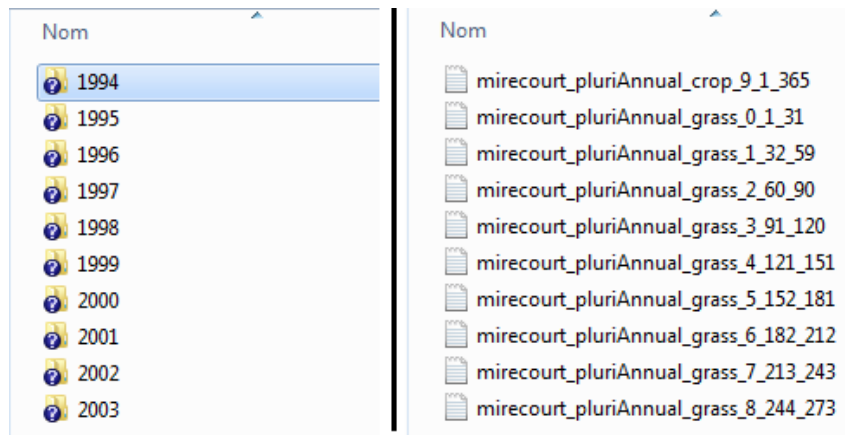 Nom
1994
1995
1996
1997
1998
1999
2000
2001
2002
2003
Nom
mirecourt_pluriAnnual_crop_9_1_365
mirecourt_pluriAnnual_grass_0_1_31
mirecourt_pluriAnnual_grass_1_32_59
mirecourt_pluriAnnual_grass_2_60_90
mirecourt_pluriAnnual_grass_3_91_120
mirecourt_pluriAnnual_grass_4_121_151
mirecourt_pluriAnnual_grass_5_152_181
mirecourt_pluriAnnual_grass_6_182_212
mirecourt_pluriAnnual_grass_7_213_243
mirecourt_pluriAnnual_grass_8_244_273